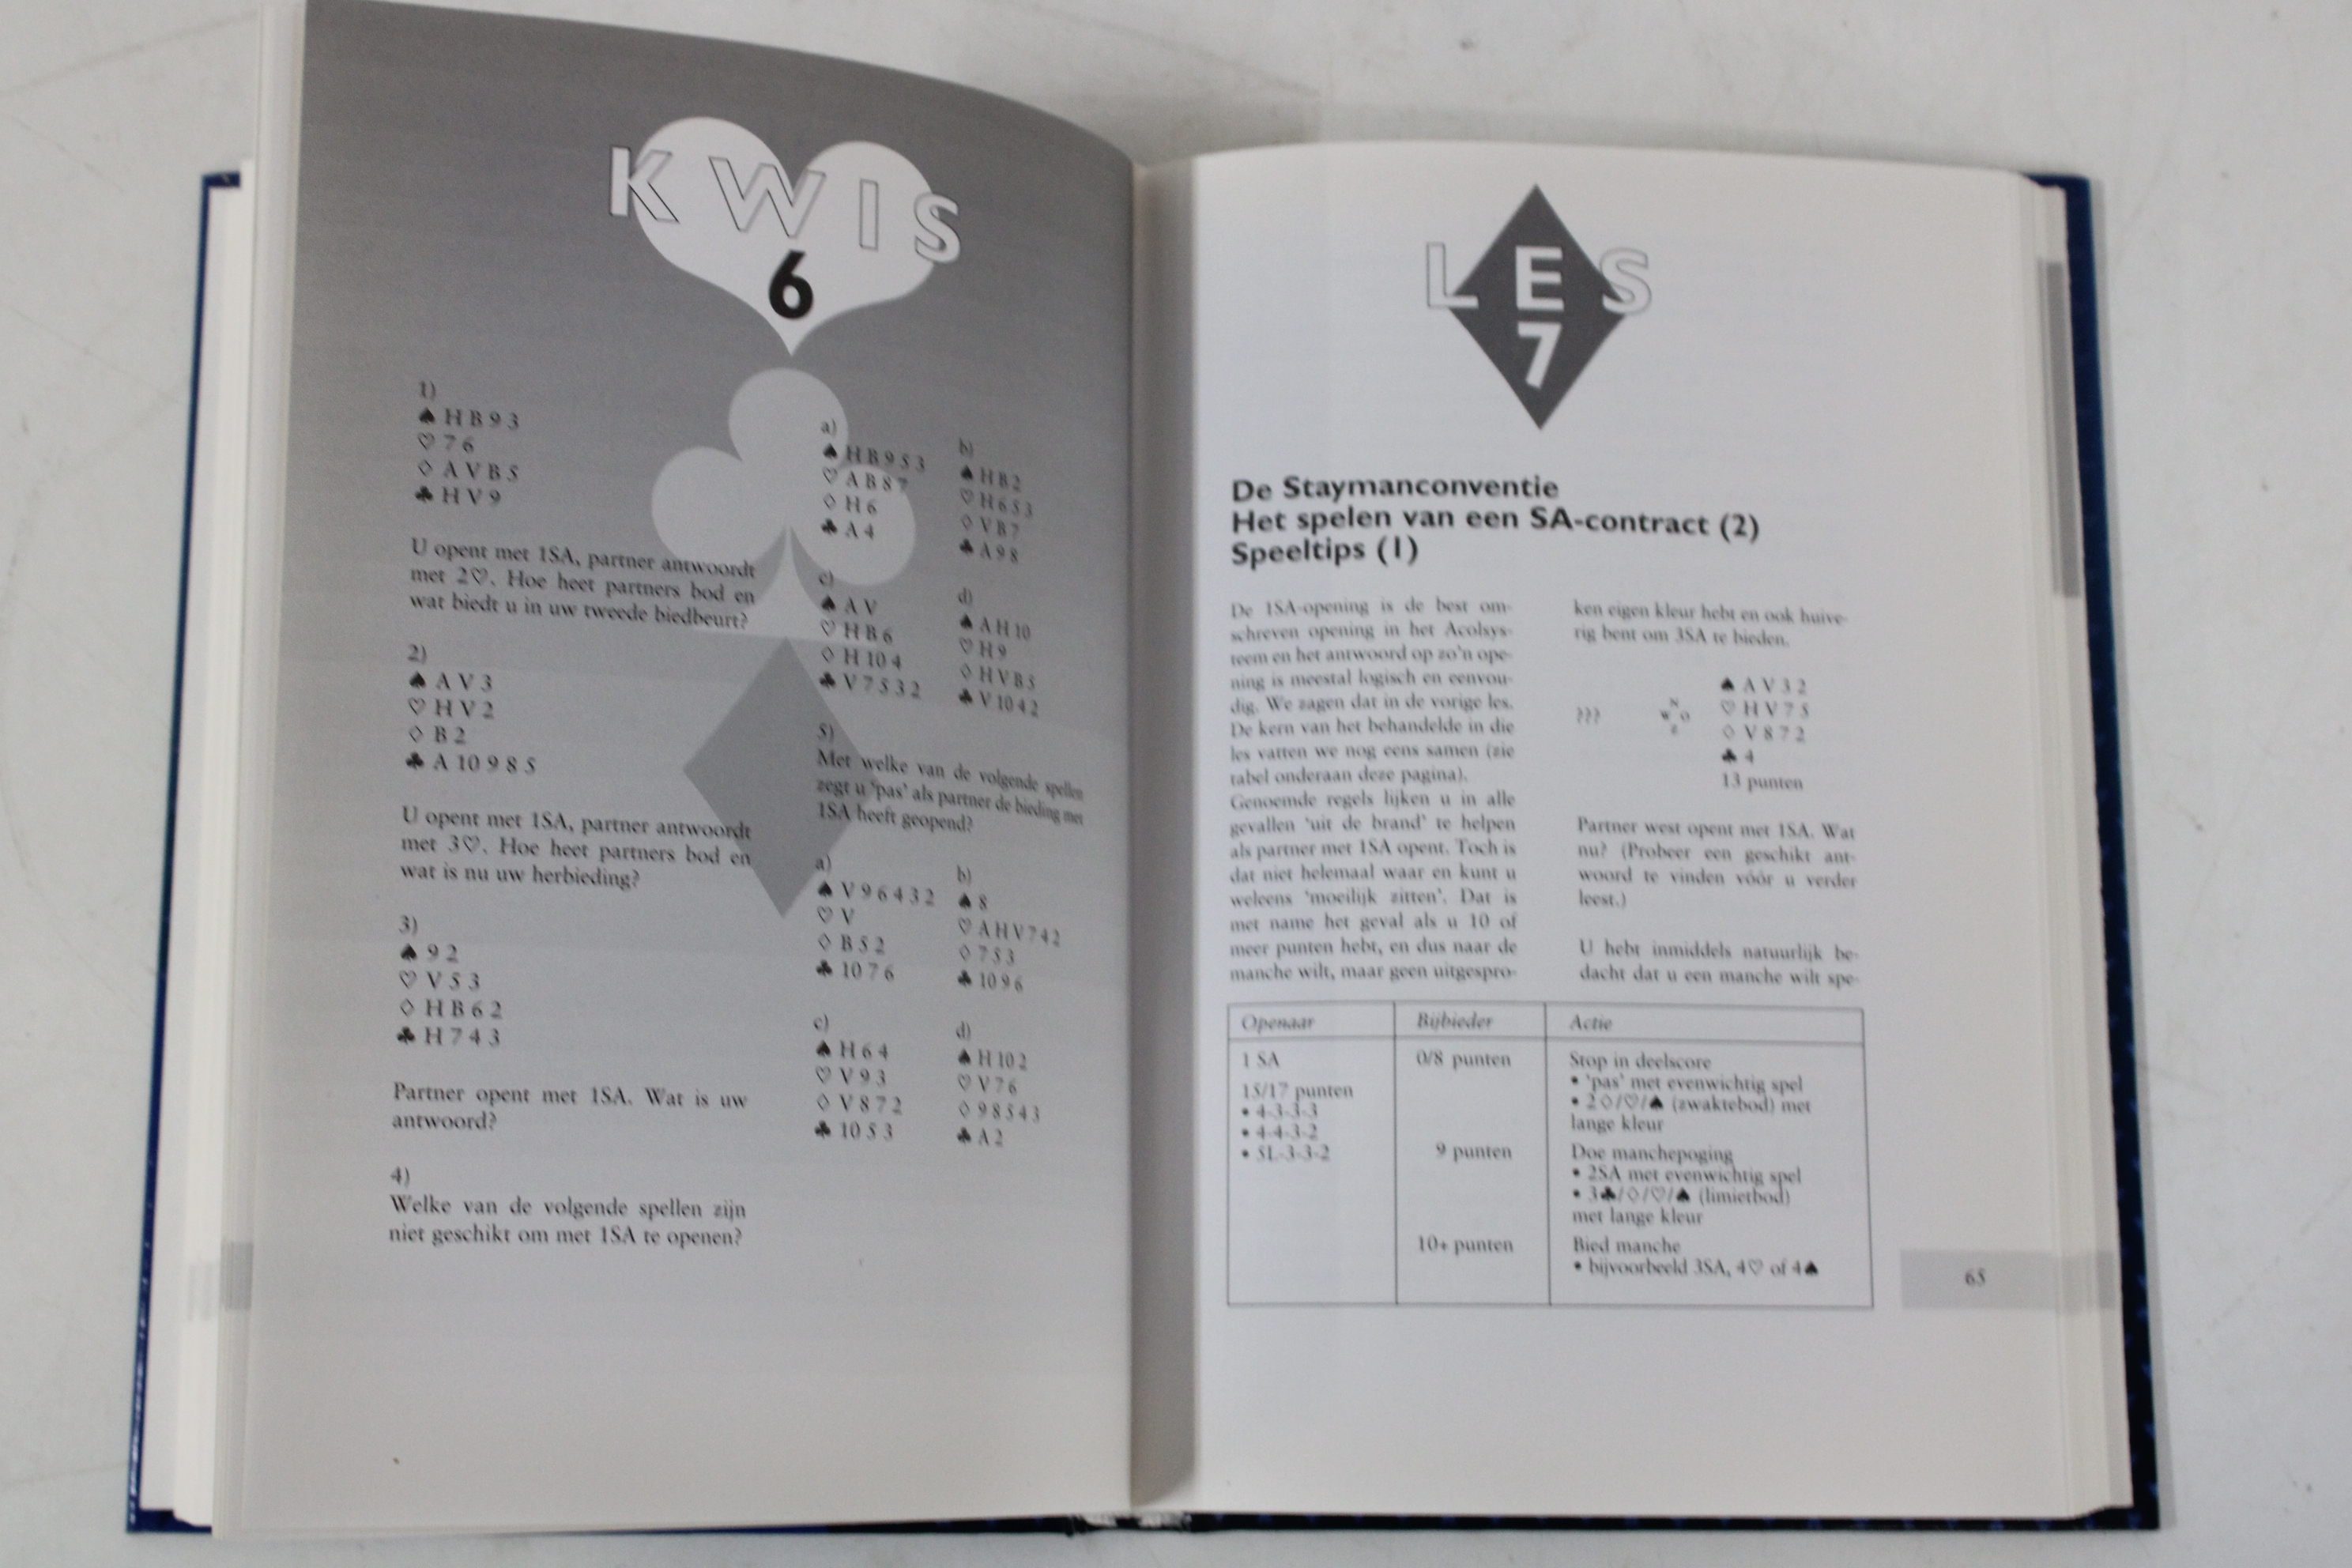 KWIS
6
1)
♠ H B 9 3
♡ 7 6
♢ A V B 5
♣ H V 9
U opent met 1SA, partner antwoordt
met 2♡. Hoe heet partners bod en
wat biedt u in uw tweede biedbeurt?
2)
♠ A V 3
♡ H V 2
♢ B 2
♣ A 10 9 8 5
U opent met 1SA, partner antwoordt
met 3♡. Hoe heet partners bod en
wat is nu uw herbieding?
3)
♠ 9 2
♡ V 5 3
♢ H B 6 2
♣ H 7 4 3
Partner opent met 1SA. Wat is uw
antwoord?
4)
Welke van de volgende spellen zijn
niet geschikt om met 1SA te openen?
a)
♠ H B 9 5 3
♡ A B 8 7
♢ H 6
♣ A 4
b)
♠ H B 2
♡ H 6 5 3
♢ V B 7
♣ A 9 8
c)
♠ A V
♡ H B 6
♢ H 10 4
♣ V 7 5 3 2
d)
♠ A H 10
♡ H 9
♢ H V B 5
♣ V 10 4 2
5)
Met welke van de volgende spellen
zegt u 'pas' als partner de bieding met
1SA heeft geopend?
a)
♠ V 9 6 4 3 2
♡ V
♢ B 5 2
♣ 10 7 6
b)
♠ 8
♡ A H V 7 4 2
♢ 7 5 3
♣ 10 9 6
c)
♠ H 6 4
♡ V 9 3
♢ V 8 7 2
♣ 10 5 3
d)
♠ H 10 2
♡ V 7 6
♢ 9 8 5 4 3
♣ A 2
LES
7
De Staymanconventie
Het spelen van een SA-contract (2)
Speeltips (1)
De 1SA-opening is de best om-
schreven opening in het Acolsys-
teem en het antwoord op zo'n ope-
ning is meestal logisch en eenvou-
dig. We zagen dat in de vorige les.
De kern van het behandelde in die
les vatten we nog eens samen (zie
tabel onderaan deze pagina).
Genoemde regels lijken u in alle
gevallen 'uit de brand' te helpen
als partner met 1SA opent. Toch is
dat niet helemaal waar en kunt u
weleens 'moeilijk zitten'. Dat is
met name het geval als u 10 of
meer punten hebt, en dus naar de
manche wilt, maar geen uitgespro-
ken eigen kleur hebt en ook huive-
rig bent om 3SA te bieden.
♠ A V 3 2
♡ H V 7 5
♢ V 8 7 2
♣ 4
13 punten
???
N
W O
Z
Partner west opent met 1SA. Wat
nu? (Probeer een geschikt ant-
woord te vinden vóór u verder
leest.)
U hebt inmiddels natuurlijk be-
dacht dat u een manche wilt spe-
Openaar Bijbieder Actie
1 SA 0/8 punten Stop in deelscore
15/17 punten • 'pas' met evenwichtig spel
• 4-3-3-3 • 2♢/♡/♠ (zwaktebod) met
• 4-4-3-2 lange kleur
• 5L-3-3-2 9 punten Doe manchepoging
• 2SA met evenwichtig spel
• 3♣/♢/♡/♠ (limietbod)
met lange kleur
10+ punten Bied manche
• bijvoorbeeld 3SA, 4♡ of 4♠
65